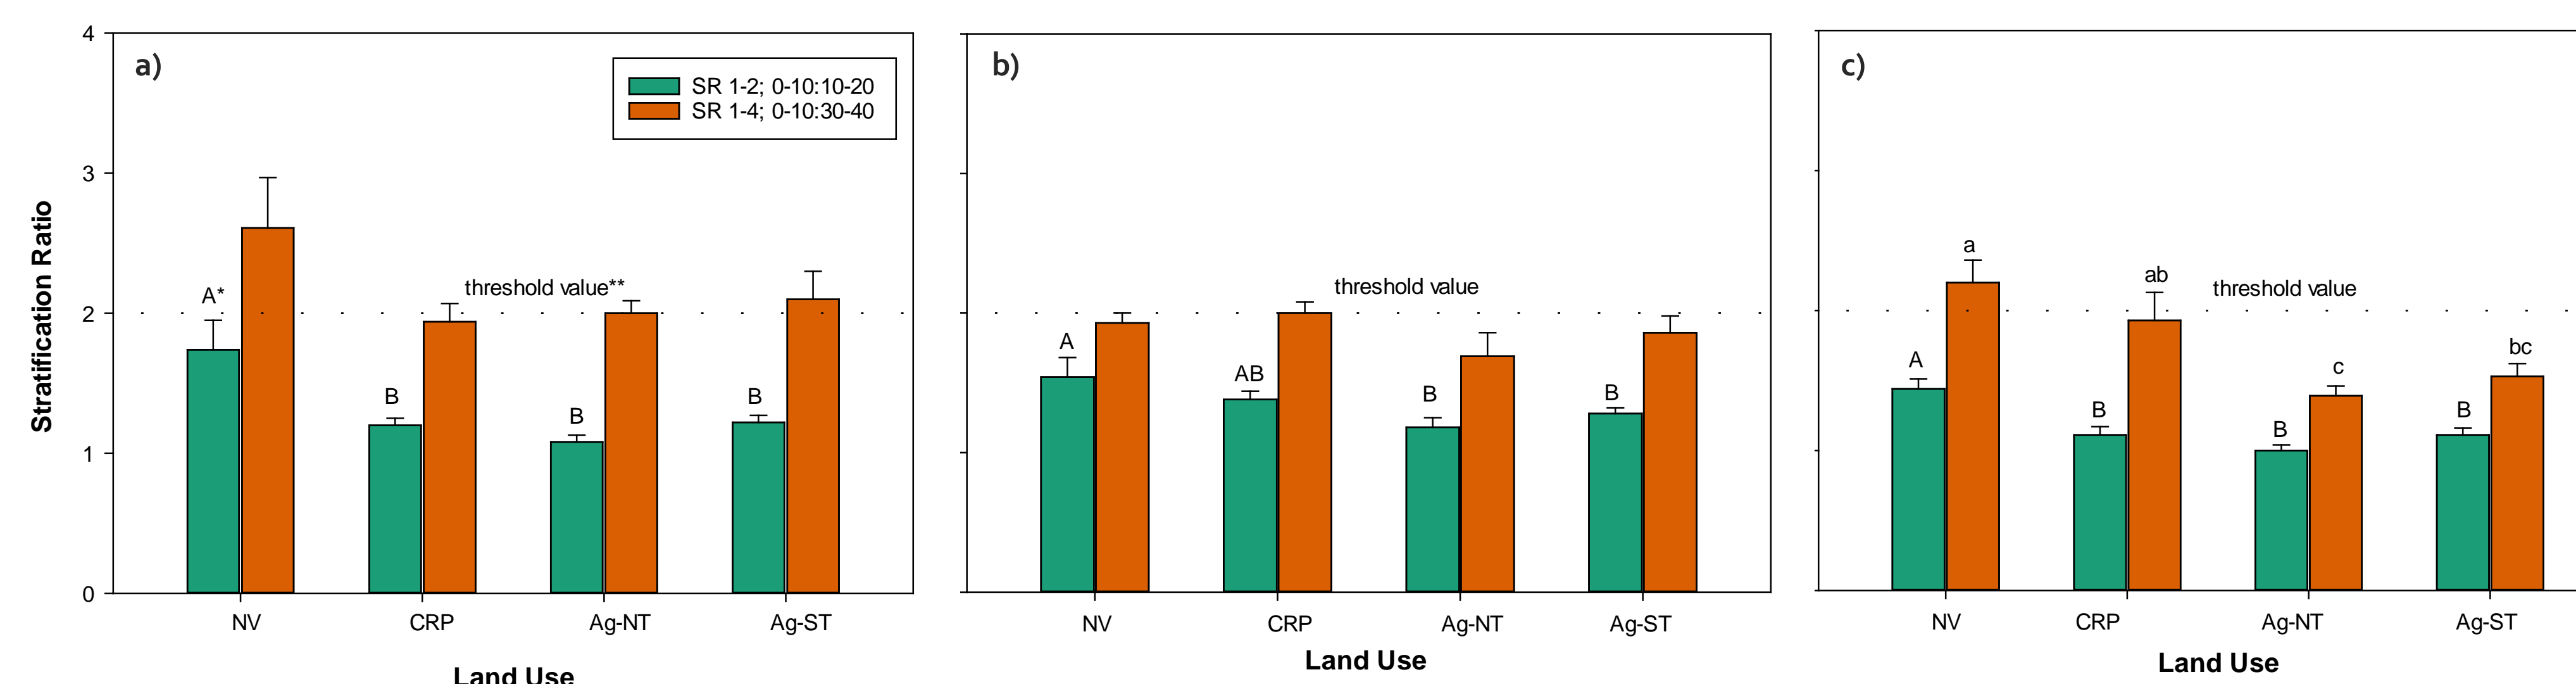 a)
SR 1-2; 0-10:10-20
SR 1-4; 0-10:30-40
Stratification Ratio
4
3
2
1
0
A*
B
B
B
threshold value**
NV
CRP
Ag-NT
Ag-ST
Land Use
b)
threshold value
A
AB
B
B
NV
CRP
Ag-NT
Ag-ST
Land Use
c)
threshold value
A
a
B
ab
B
c
B
bc
NV
CRP
Ag-NT
Ag-ST
Land Use